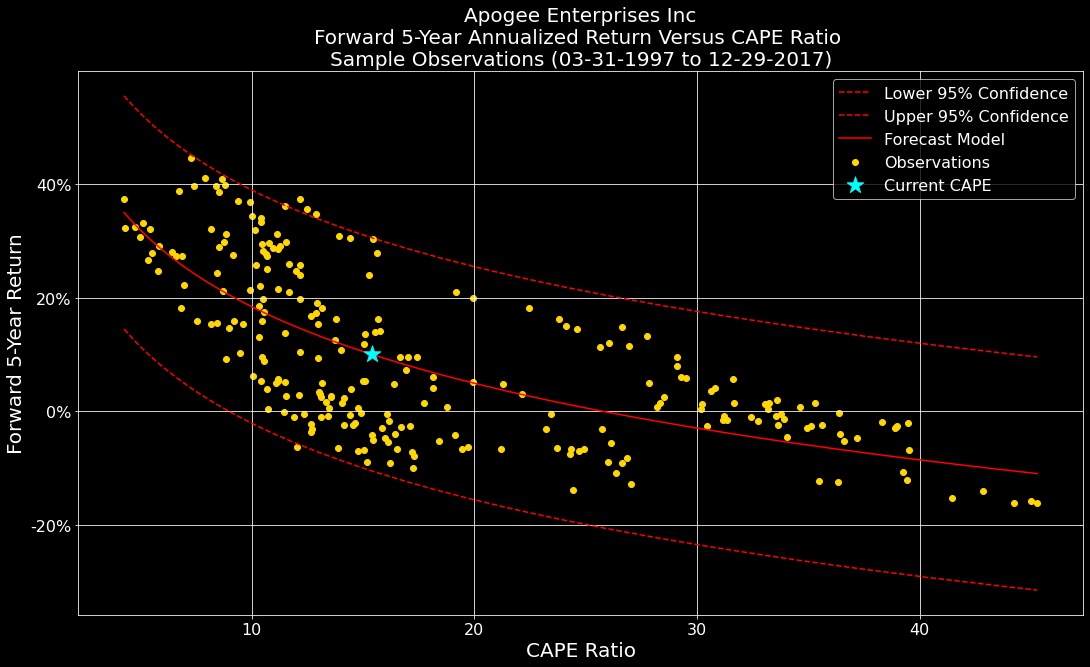 Apogee Enterprises Inc
Forward 5-Year Annualized Return Versus CAPE Ratio
Sample Observations (03-31-1997 to 12-29-2017)
Lower 95% Confidence
Upper 95% Confidence
Forecast Model
Observations
Current CAPE
Forward 5-Year Return
40%
20%
0%
-20%
10
20
30
40
CAPE Ratio